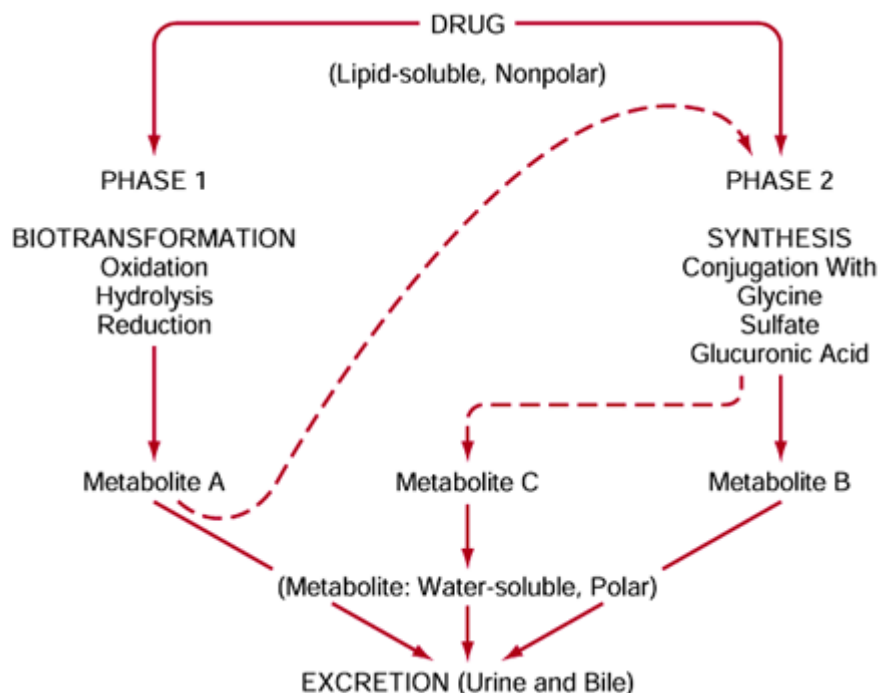 DRUG
(Lipid-soluble, Nonpolar)
PHASE 1
BIOTRANSFORMATION
Oxidation
Hydrolysis
Reduction
PHASE 2
SYNTHESIS
Conjugation With
Glycine
Sulfate
Glucuronic Acid
Metabolite A
Metabolite C
Metabolite B
(Metabolite: Water-soluble, Polar)
EXCRETION (Urine and Bile)